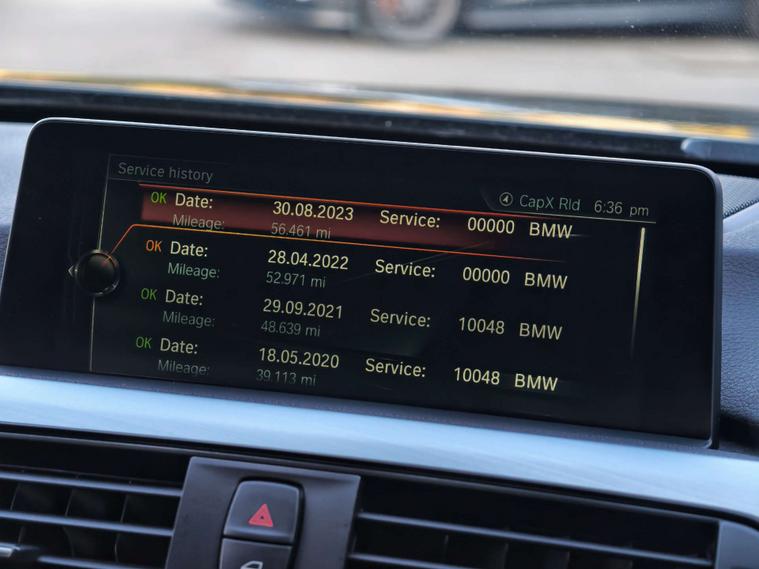 Service history
CapX Rld 6:36 pm
OK Date: 30.08.2023 Service: 00000 BMW
Mileage: 56.461 mi
OK Date: 28.04.2022 Service: 00000 BMW
Mileage: 52.971 mi
OK Date: 29.09.2021 Service: 10048 BMW
Mileage: 48.639 mi
OK Date: 18.05.2020 Service: 10048 BMW
Mileage: 39.113 mi